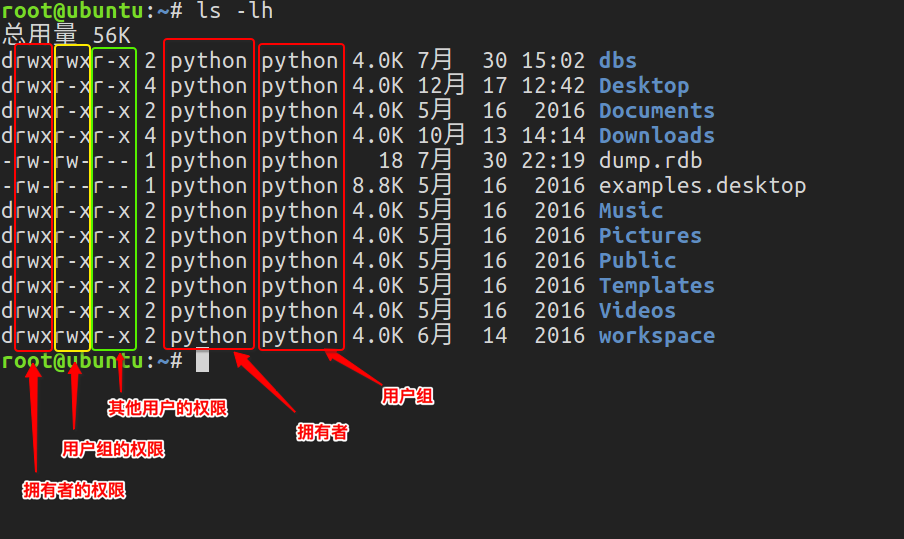 root@ubuntu:~# ls -lh
总用量 56K
drwxrwxr-x 2 python python 4.0K 7月 30 15:02 dbs
drwxr-xr-x 4 python python 4.0K 12月 17 12:42 Desktop
drwxr-xr-x 2 python python 4.0K 5月 16 2016 Documents
drwxr-xr-x 4 python python 4.0K 10月 13 14:14 Downloads
-rw-rw-r-- 1 python python 18 7月 30 22:19 dump.rdb
-rw-r--r-- 1 python python 8.8K 5月 16 2016 examples.desktop
drwxr-xr-x 2 python python 4.0K 5月 16 2016 Music
drwxr-xr-x 2 python python 4.0K 5月 16 2016 Pictures
drwxr-xr-x 2 python python 4.0K 5月 16 2016 Public
drwxr-xr-x 2 python python 4.0K 5月 16 2016 Templates
drwxr-xr-x 2 python python 4.0K 5月 16 2016 Videos
drwxrwxr-x 2 python python 4.0K 6月 14 2016 workspace
root@ubuntu:~#
用户组
其他用户的权限
拥有者
用户组的权限
拥有者的权限